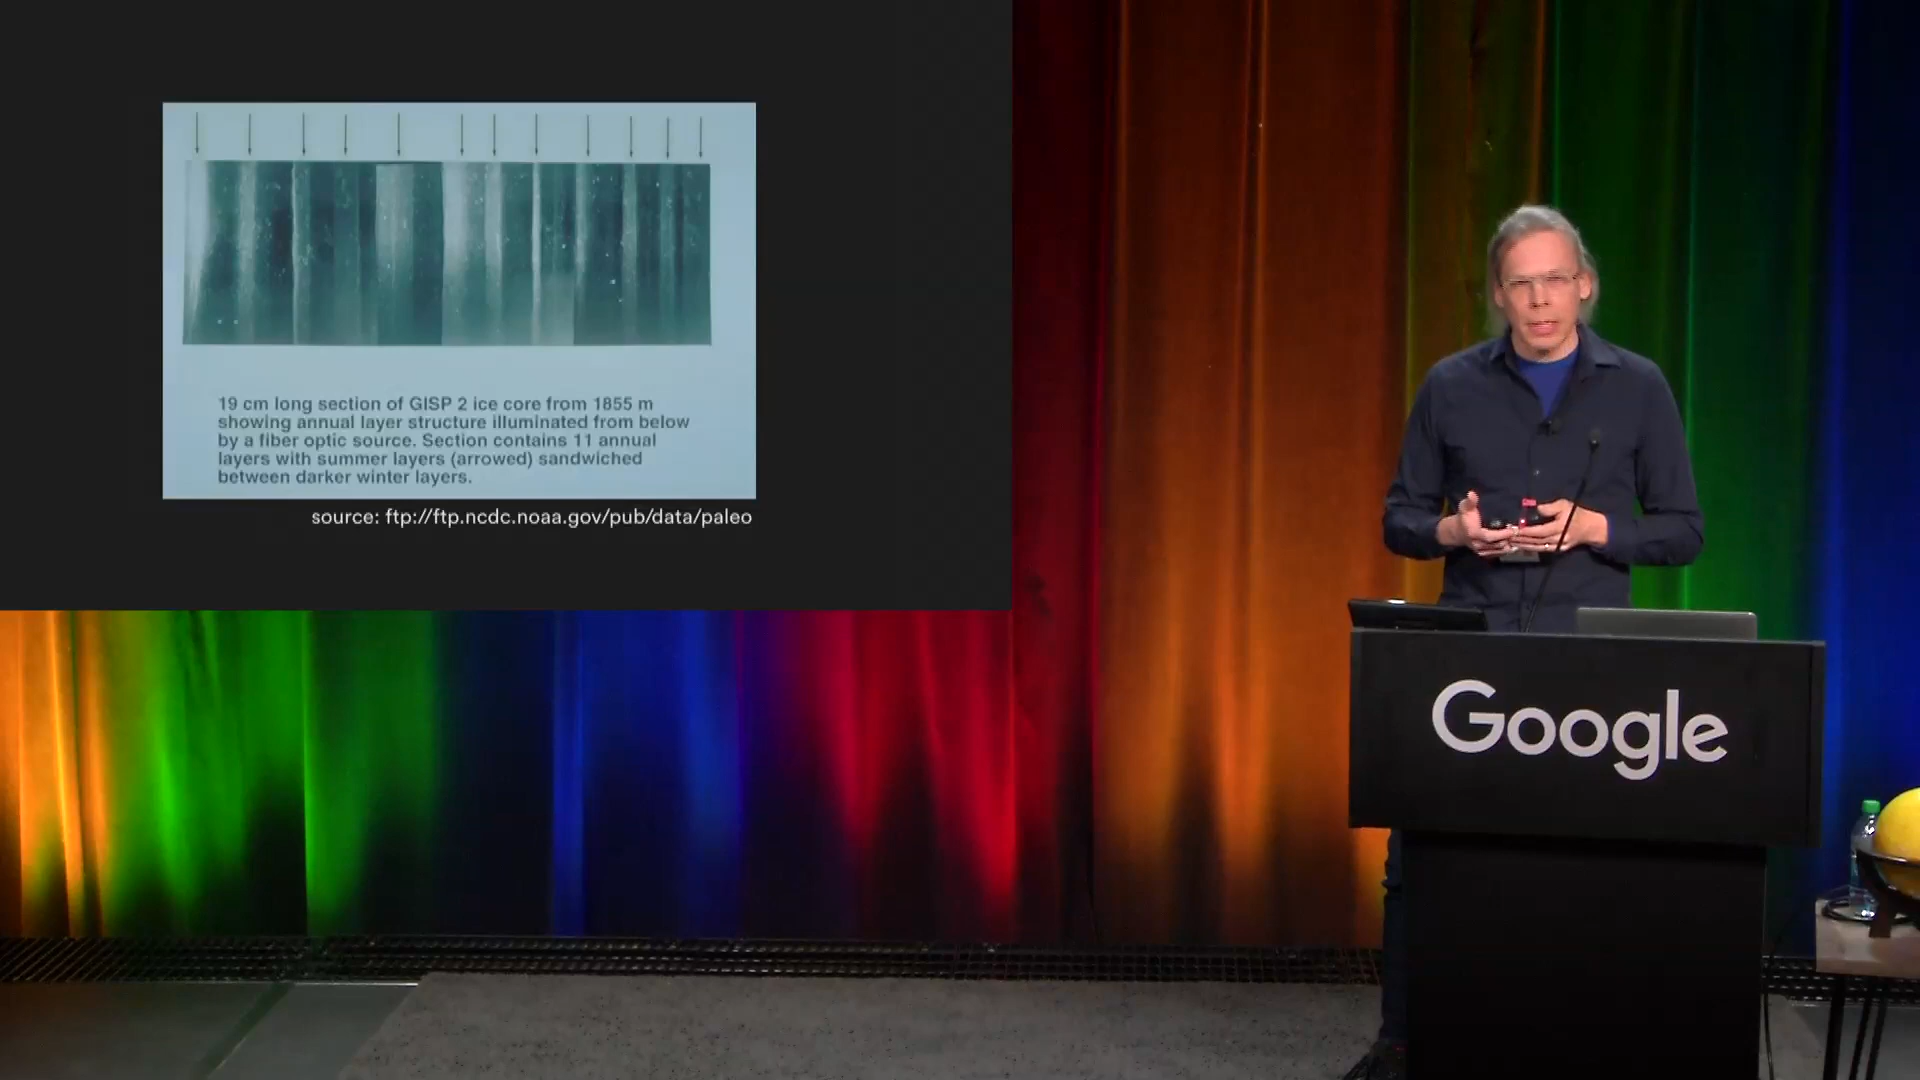 19 cm long section of GISP 2 ice core from 1855 m
showing annual layer structure illuminated from below
by a fiber optic source. Section contains 11 annual
layers with summer layers (arrowed) sandwiched
between darker winter layers.
source: ftp://ftp.ncdc.noaa.gov/pub/data/paleo
Google